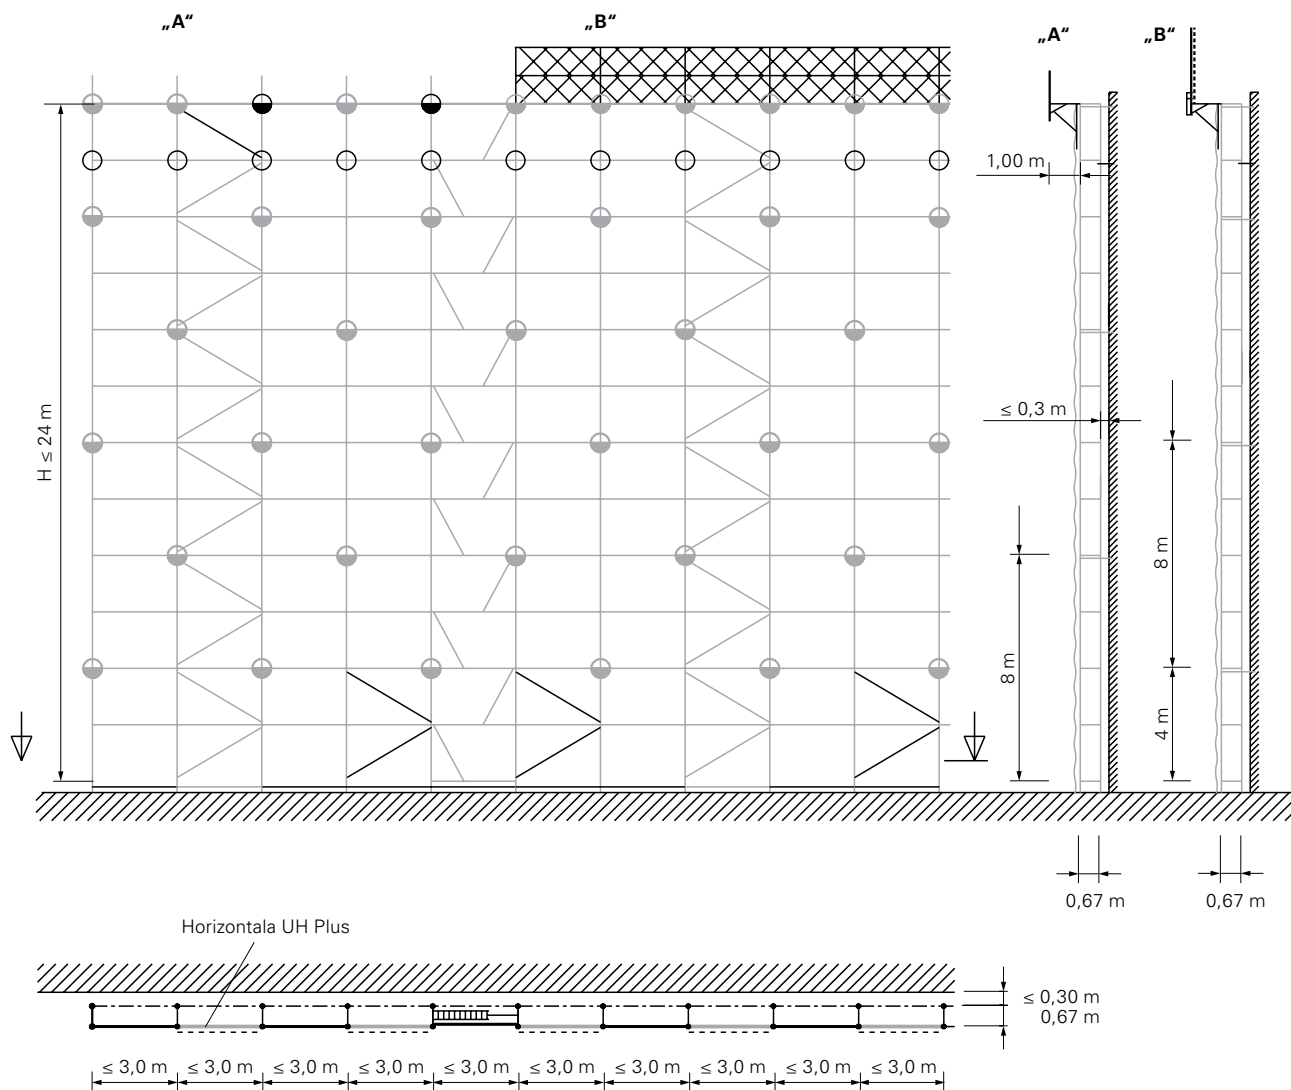 „A“
„B“
„A“
„B“
1,00 m
H ≤ 24 m
≤ 0,3 m
8 m
8 m
4 m
0,67 m
0,67 m
Horizontala UH Plus
≤ 0,30 m
0,67 m
≤ 3,0 m
≤ 3,0 m
≤ 3,0 m
≤ 3,0 m
≤ 3,0 m
≤ 3,0 m
≤ 3,0 m
≤ 3,0 m
≤ 3,0 m
≤ 3,0 m